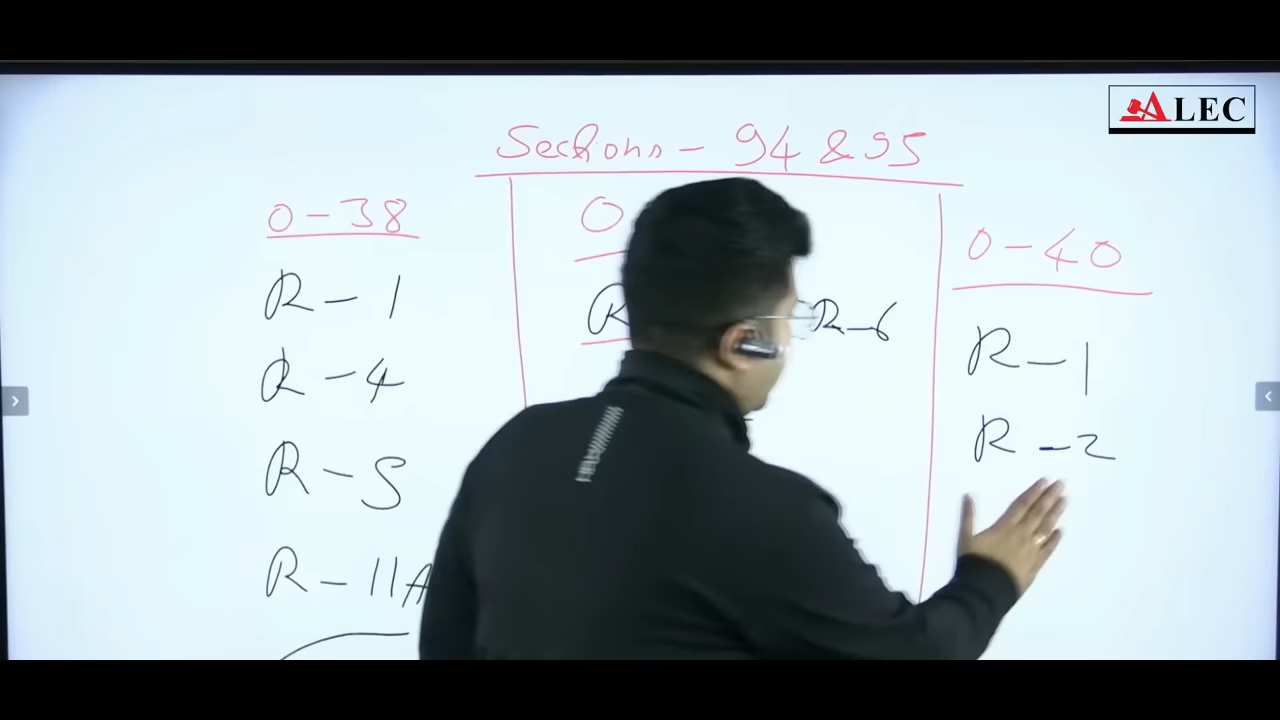 ALEC
Sections - 94 & 95
O-38
R-1
R-4
R-5
R-11A
O
R
R-6
O-40
R-1
R-2